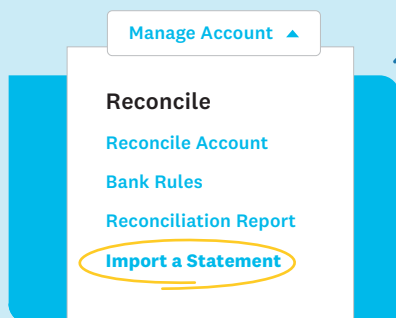 Manage Account
Reconcile
Reconcile Account
Bank Rules
Reconciliation Report
Import a Statement